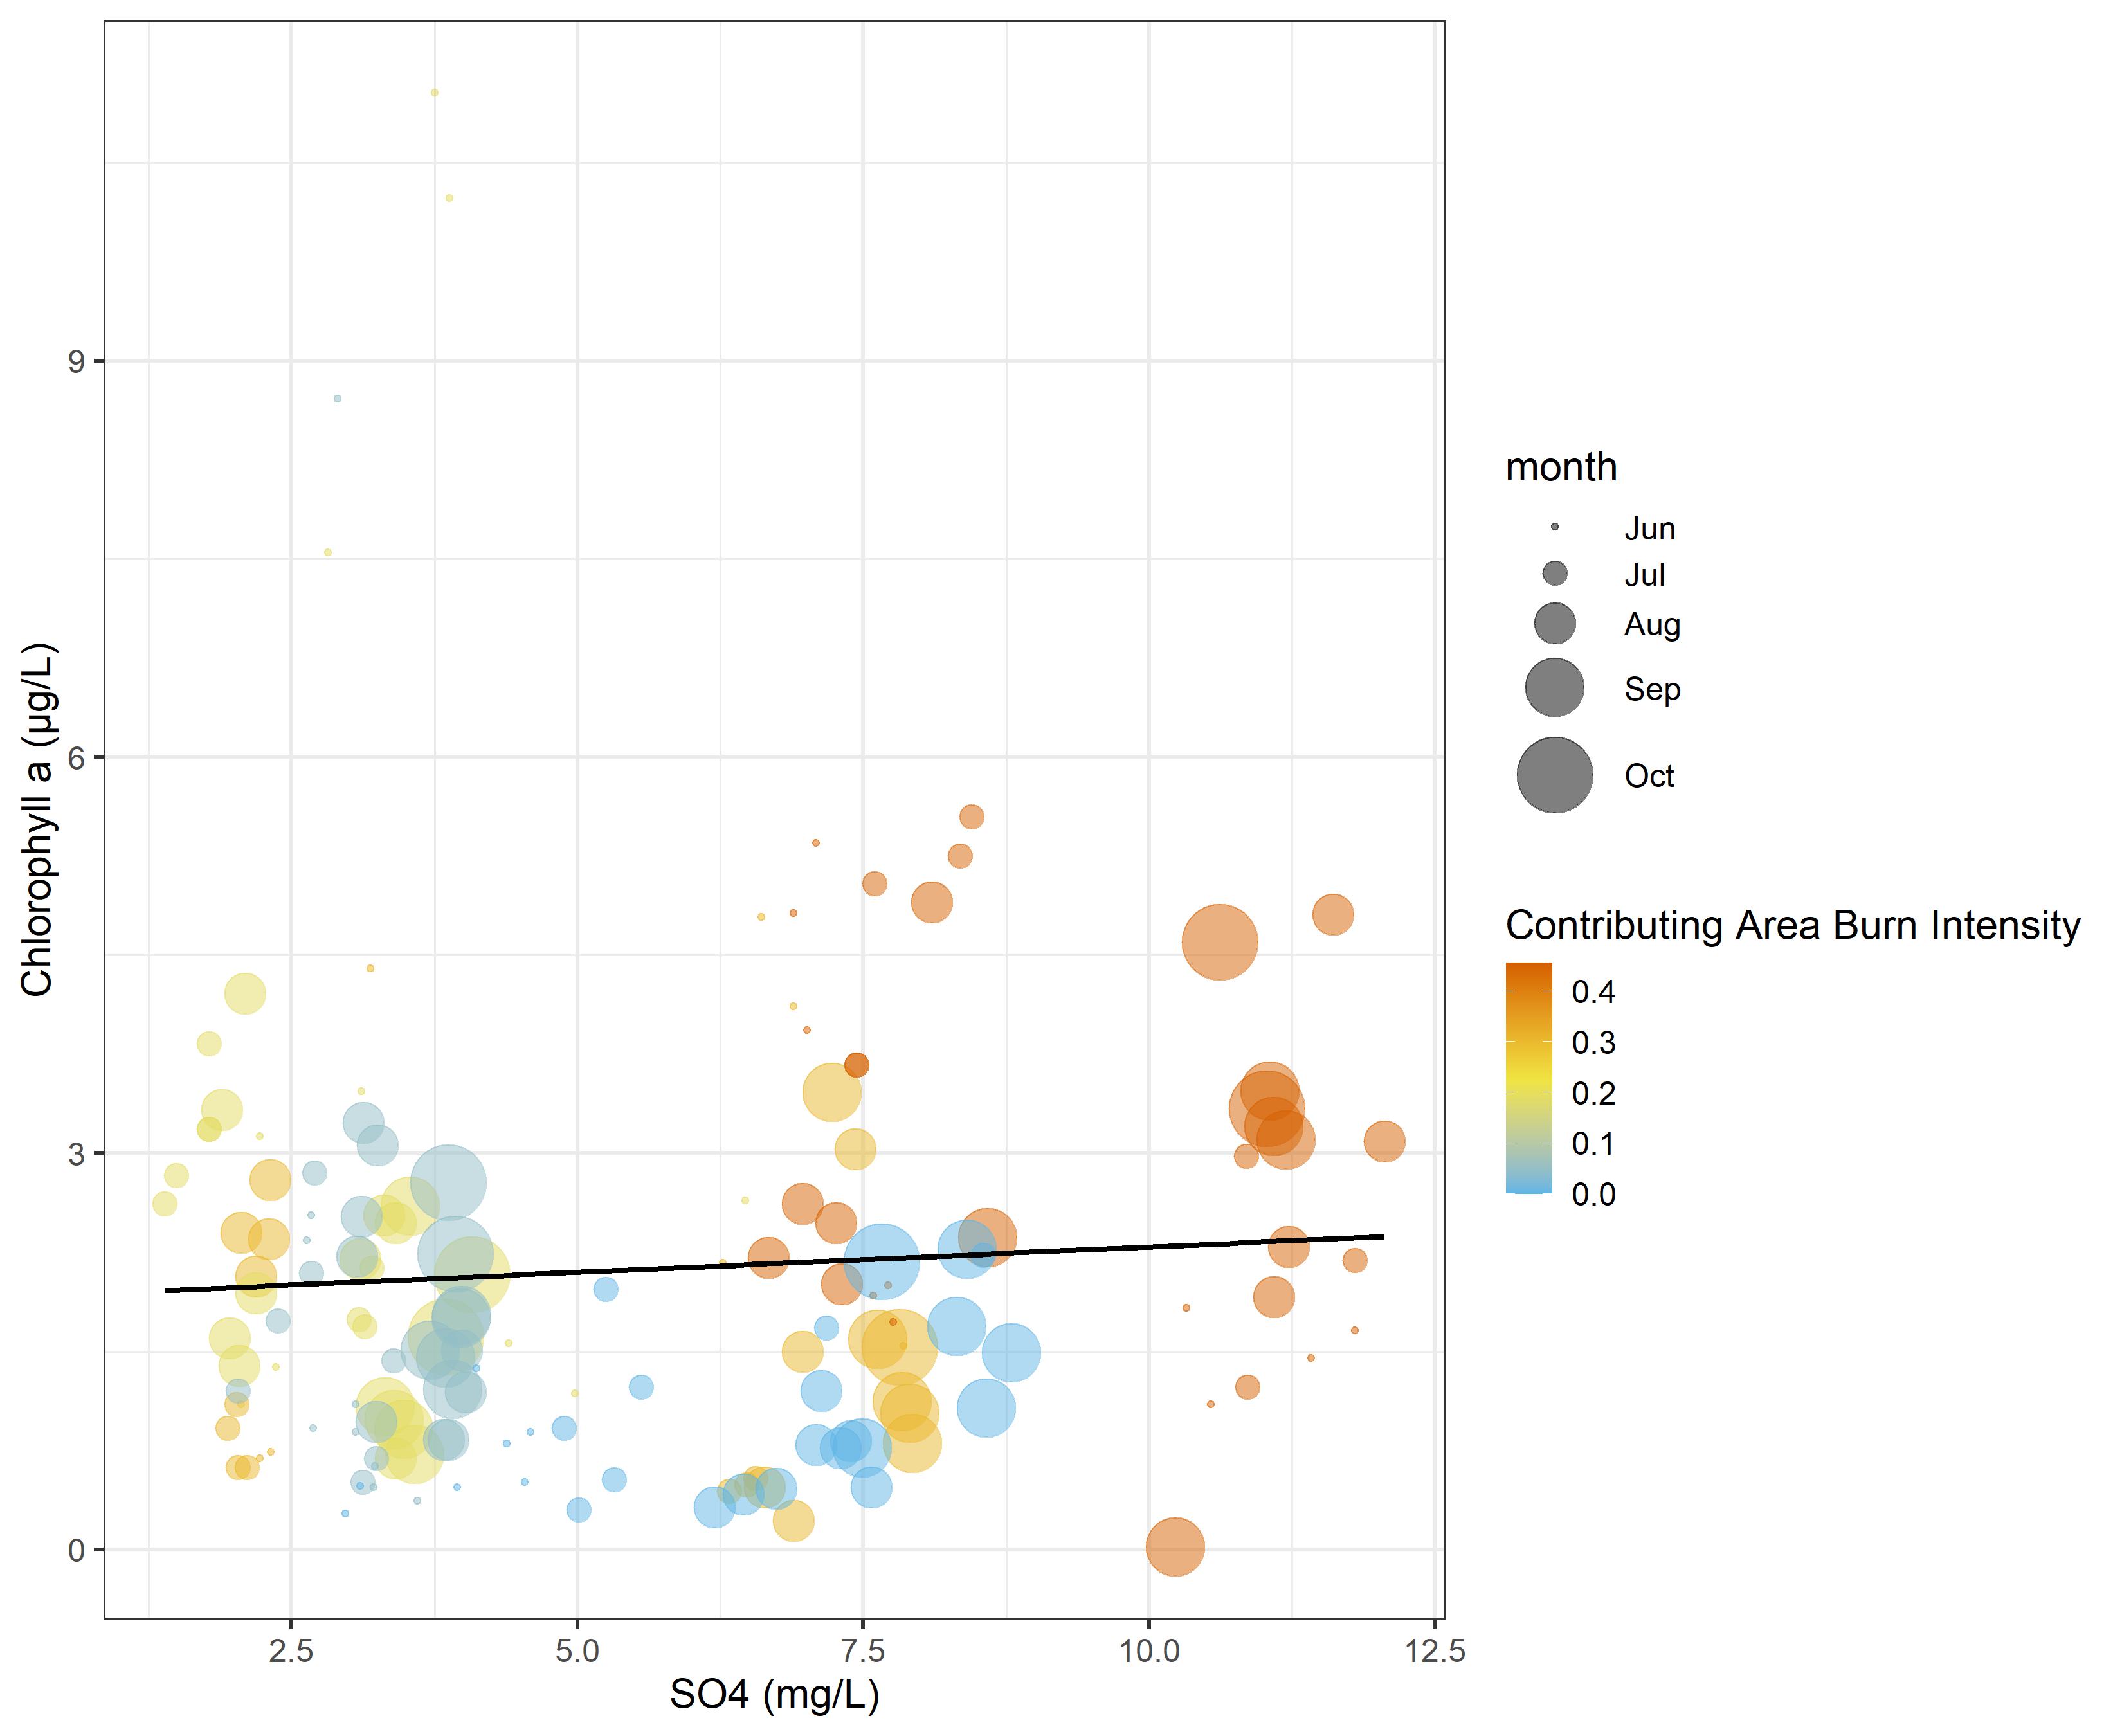 Chlorophyll a (µg/L)
9
6
3
0
2.5 5.0 7.5 10.0 12.5
SO4 (mg/L)
month
Jun
Jul
Aug
Sep
Oct
Contributing Area Burn Intensity
0.4
0.3
0.2
0.1
0.0